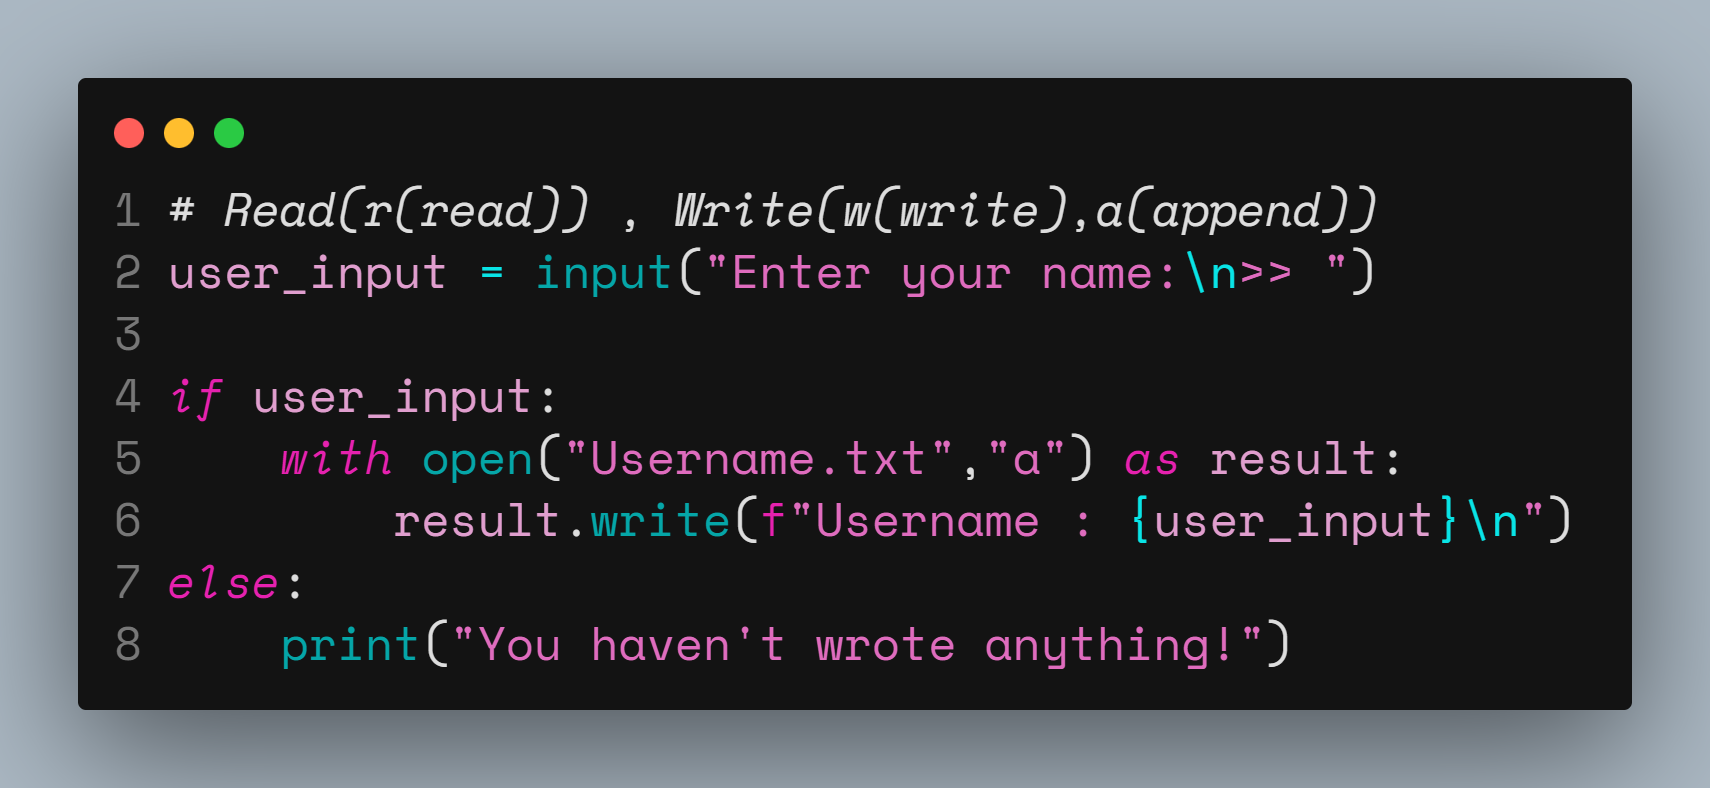 1 # Read(r(read)) , Write(w(write),a(append))
2 user_input = input("Enter your name:\n>> ")
3
4 if user_input:
5     with open("Username.txt","a") as result:
6         result.write(f"Username : {user_input}\n")
7 else:
8     print("You haven't wrote anything!")